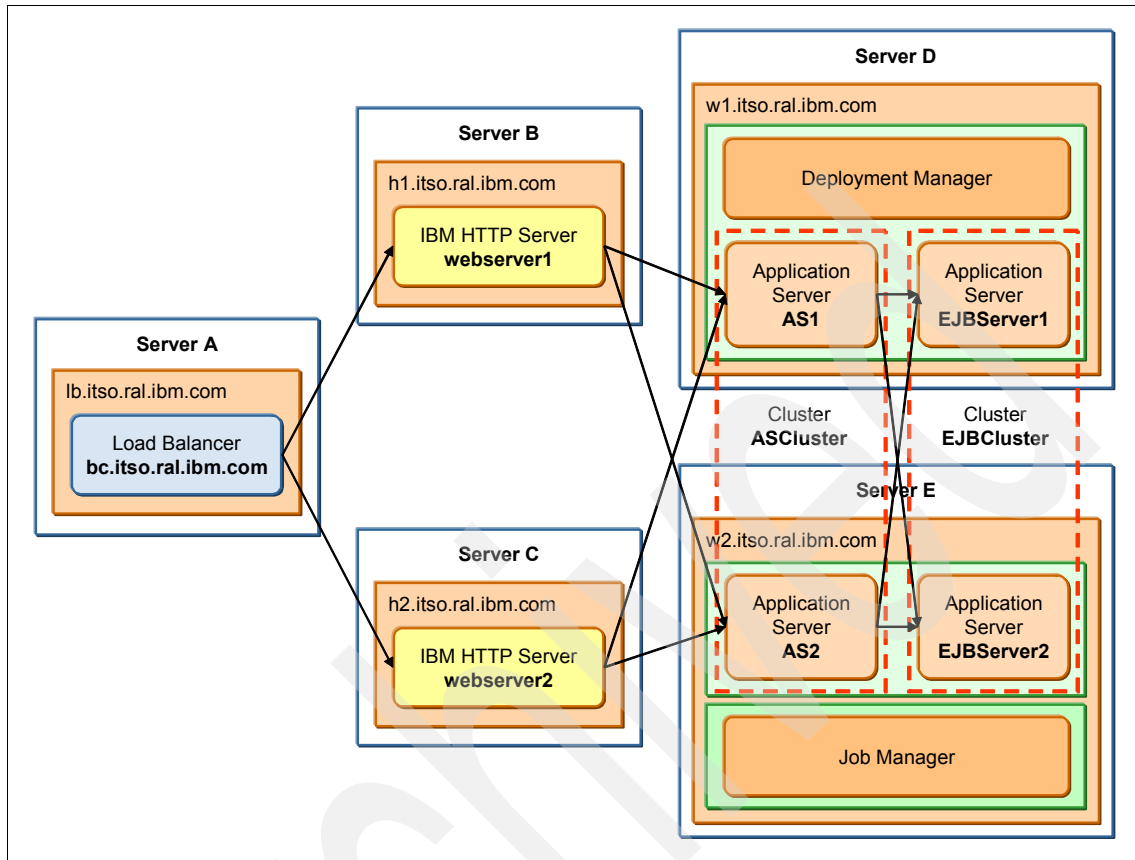 Server D
w1.itso.ral.ibm.com
Deployment Manager
Application
Server
AS1
Application
Server
EJBServer1
Server B
h1.itso.ral.ibm.com
IBM HTTP Server
webserver1
Server A
lb.itso.ral.ibm.com
Load Balancer
bc.itso.ral.ibm.com
Cluster
ASCluster
Cluster
EJBCluster
Server C
h2.itso.ral.ibm.com
IBM HTTP Server
webserver2
Server E
w2.itso.ral.ibm.com
Application
Server
AS2
Application
Server
EJBServer2
Job Manager